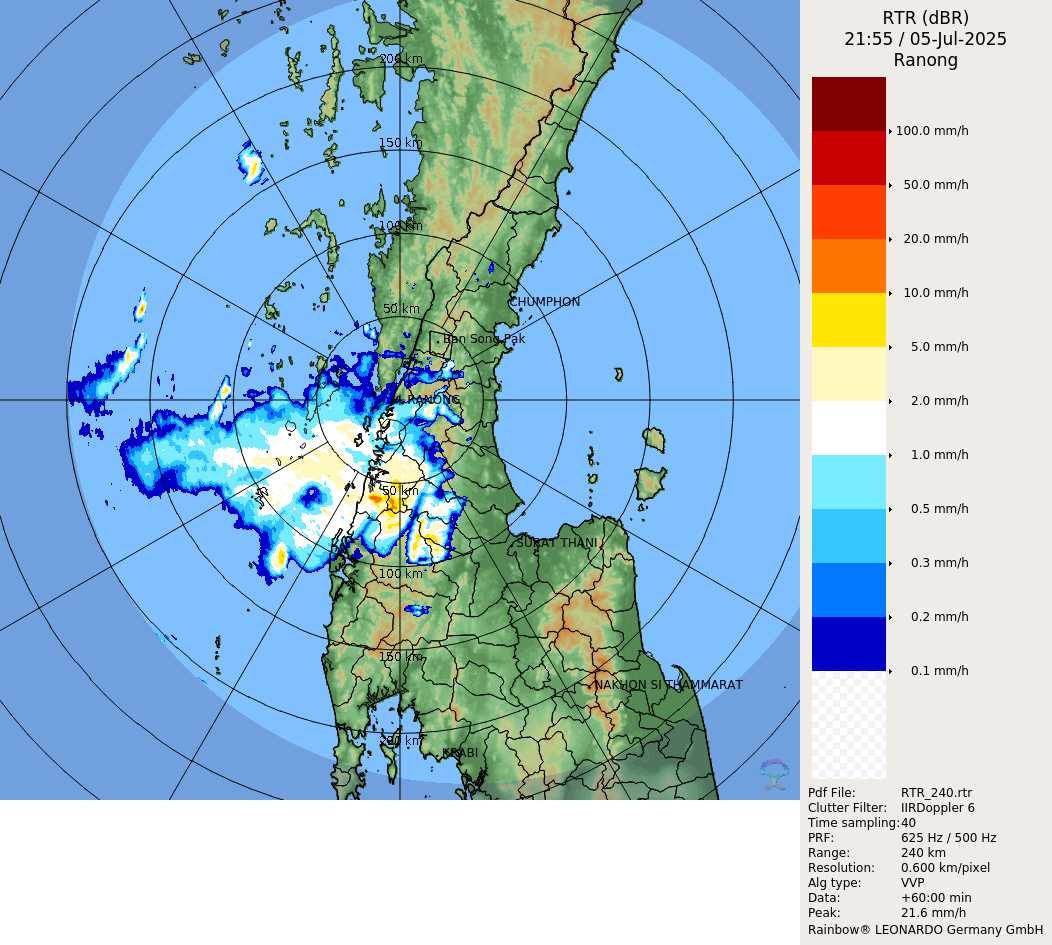 RTR (dBR)
21:55 / 05-Jul-2025
Ranong
200 km
150 km
100 km
50 km
CHUMPHON
Ban Song Pak
RANONG
50 km
SURAT THANI
100 km
150 km
NAKHON SI THAMMARAT
200 km
KRABI
100.0 mm/h
50.0 mm/h
20.0 mm/h
10.0 mm/h
5.0 mm/h
2.0 mm/h
1.0 mm/h
0.5 mm/h
0.3 mm/h
0.2 mm/h
0.1 mm/h
Pdf File: RTR_240.rtr
Clutter Filter: IIRDoppler 6
Time sampling: 40
PRF: 625 Hz / 500 Hz
Range: 240 km
Resolution: 0.600 km/pixel
Alg type: VVP
Data: +60:00 min
Peak: 21.6 mm/h
Rainbow® LEONARDO Germany GmbH